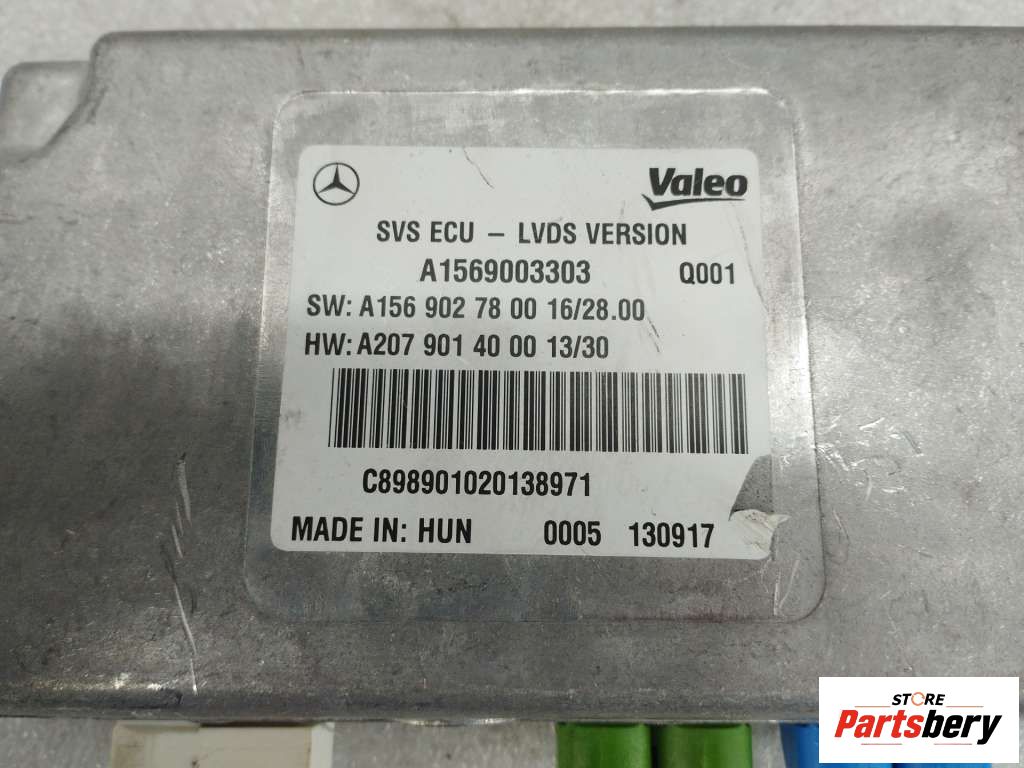 Valeo
SVS ECU – LVDS VERSION
A1569003303 Q001
SW: A156 902 78 00 16/28.00
HW: A207 901 40 00 13/30
C898901020138971
MADE IN: HUN 0005 130917
STORE
Partsbery